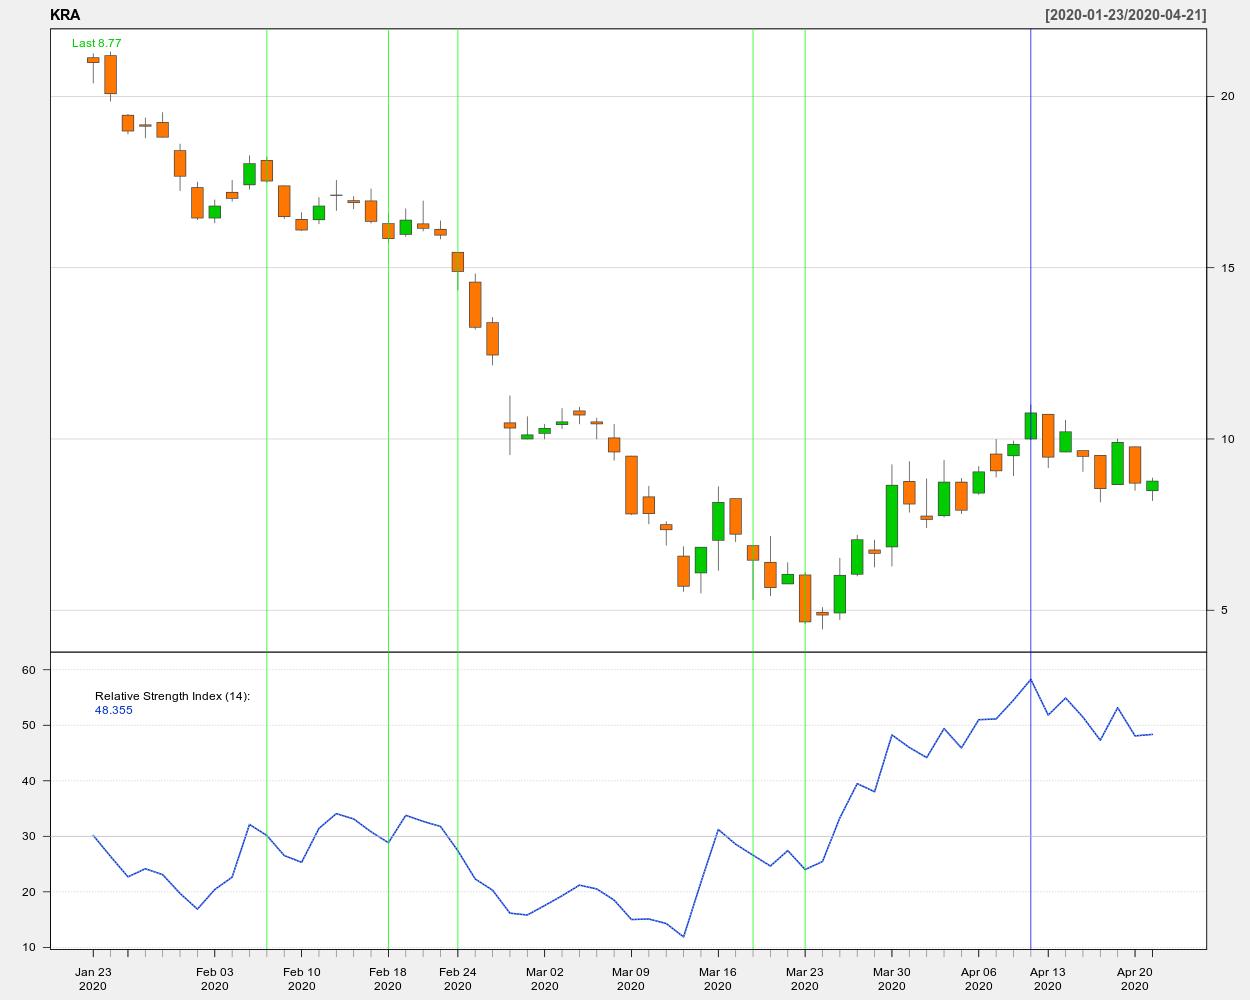 KRA
[2020-01-23/2020-04-21]
Last 8.77
20
15
10
5
60
Relative Strength Index (14):
48.355
50
40
30
20
10
Jan 23
2020
Feb 03
2020
Feb 10
2020
Feb 18
2020
Feb 24
2020
Mar 02
2020
Mar 09
2020
Mar 16
2020
Mar 23
2020
Mar 30
2020
Apr 06
2020
Apr 13
2020
Apr 20
2020